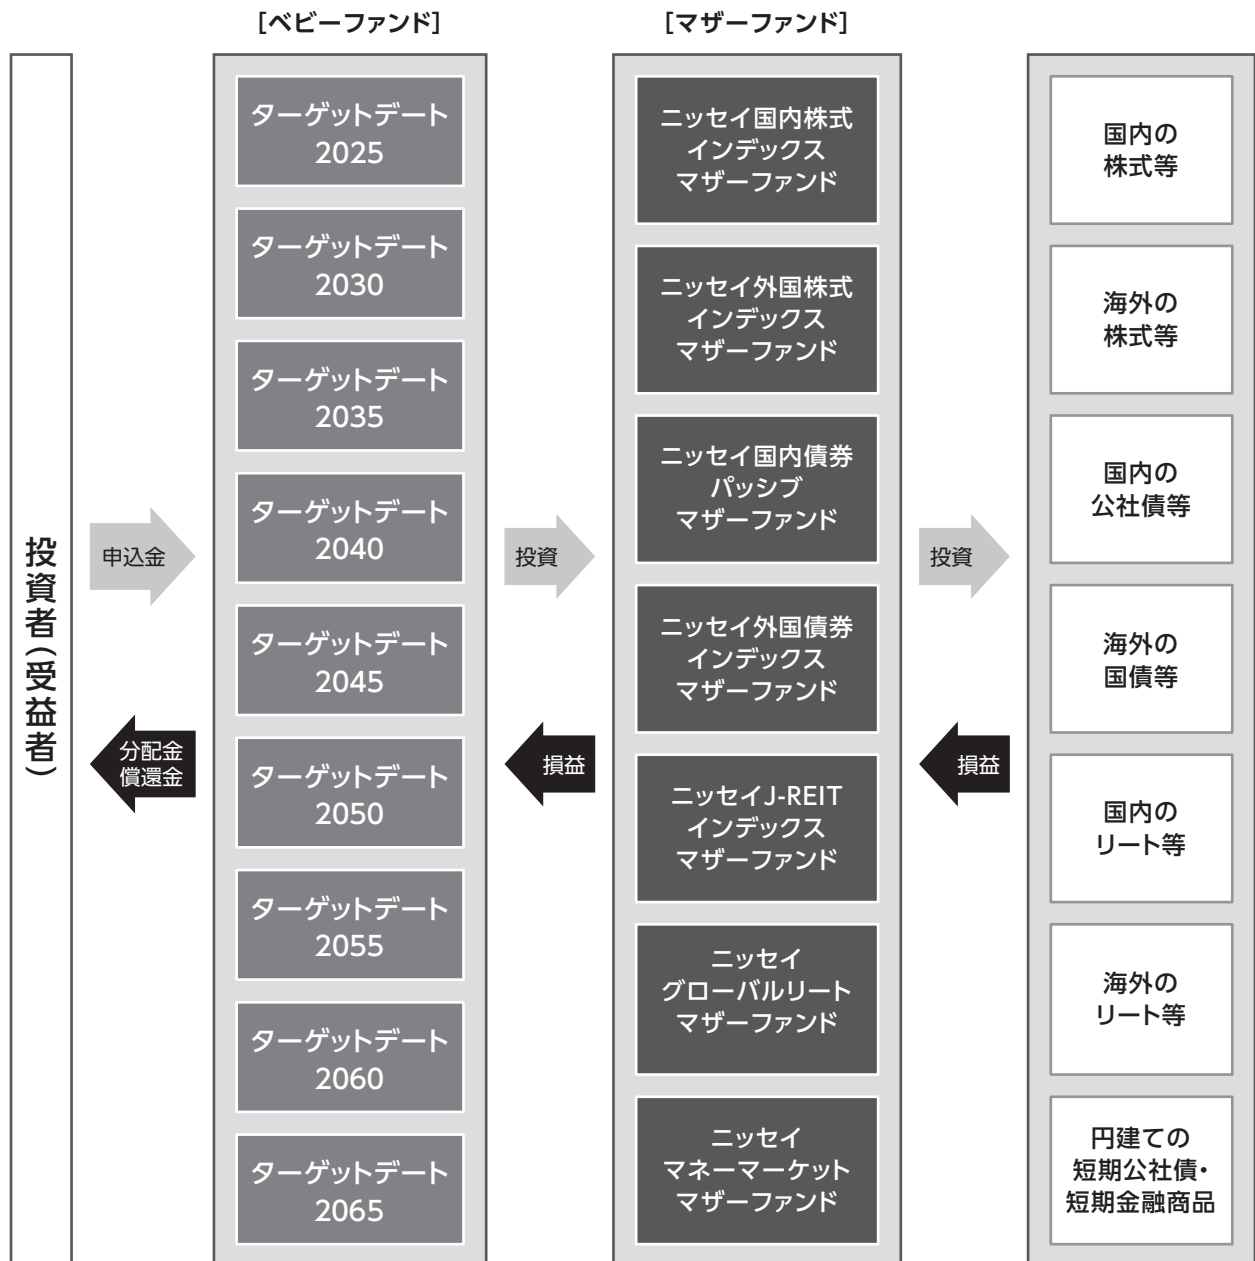 [ベビーファンド]
[マザーファンド]
投資者(受益者)
申込金
分配金
償還金
ターゲットデート
2025
ターゲットデート
2030
ターゲットデート
2035
ターゲットデート
2040
ターゲットデート
2045
ターゲットデート
2050
ターゲットデート
2055
ターゲットデート
2060
ターゲットデート
2065
投資
損益
ニッセイ国内株式
インデックス
マザーファンド
ニッセイ外国株式
インデックス
マザーファンド
ニッセイ国内債券
パッシブ
マザーファンド
ニッセイ外国債券
インデックス
マザーファンド
ニッセイJ-REIT
インデックス
マザーファンド
ニッセイ
グローバルリート
マザーファンド
ニッセイ
マネーマーケット
マザーファンド
投資
損益
国内の
株式等
海外の
株式等
国内の
公社債等
海外の
国債等
国内の
リート等
海外の
リート等
円建ての
短期公社債・
短期金融商品